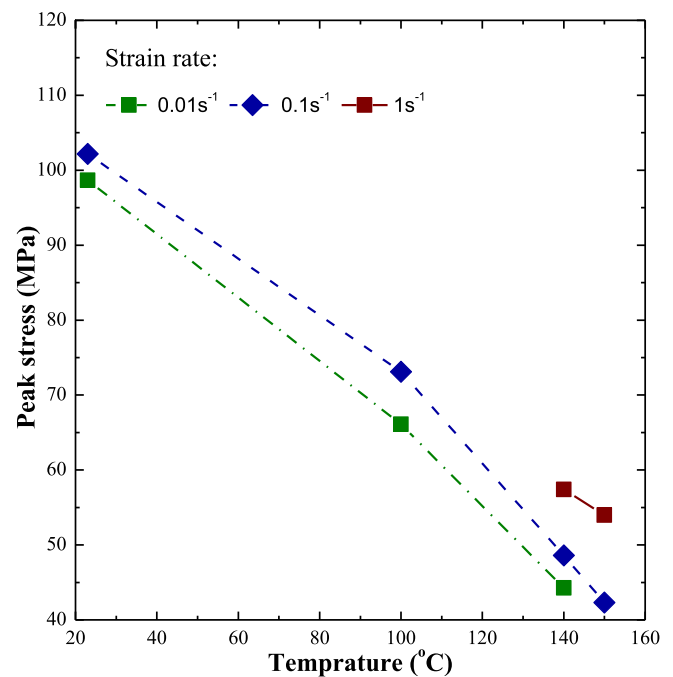 Strain rate:
0.01s⁻¹ 0.1s⁻¹ 1s⁻¹
120
110
100
90
80
70
60
50
40
20 40 60 80 100 120 140 160
Peak stress (MPa)
Temprature (°C)